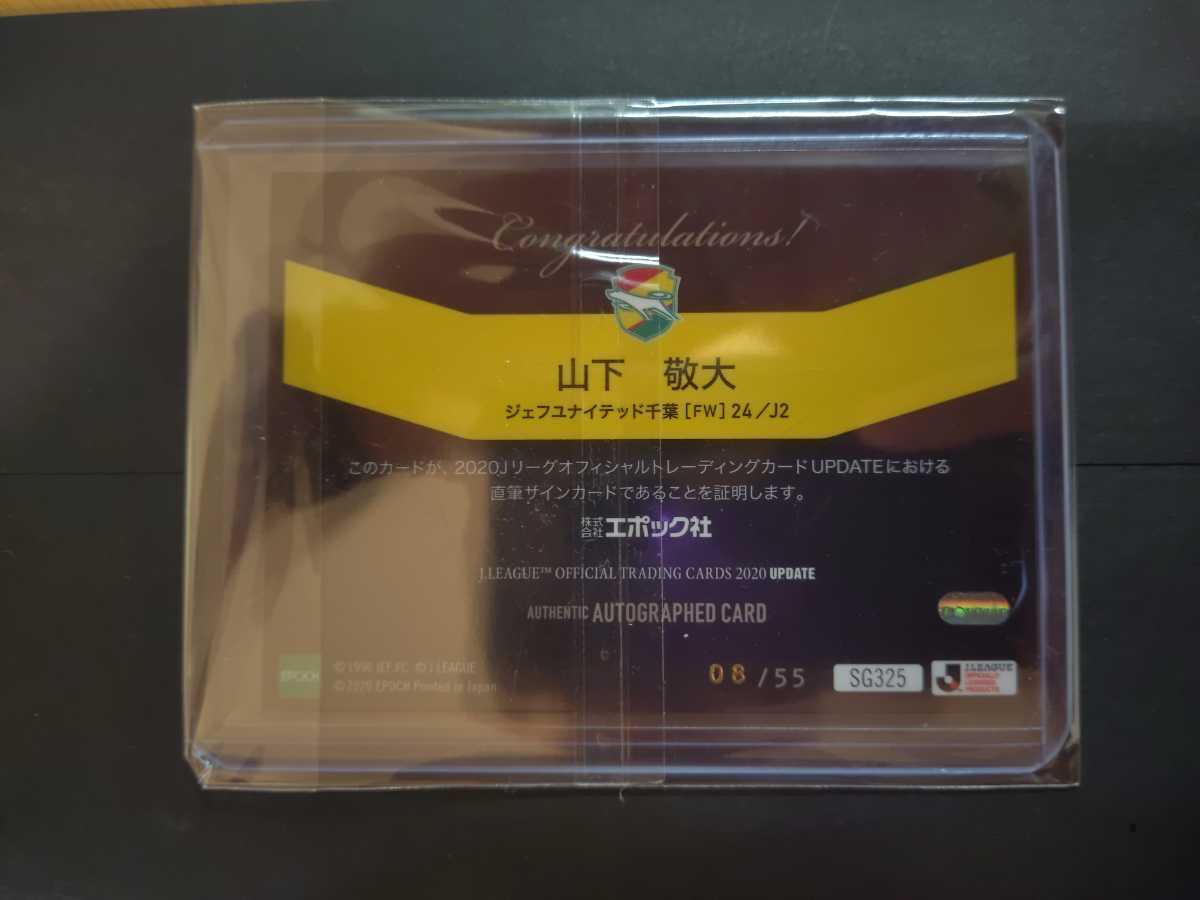 Congratulations!
山下 敬大
ジェフユナイテッド千葉 [FW] 24/J2
このカードが、2020Jリーグオフィシャルトレーディングカード UPDATEにおける
直筆サインカードであることを証明します。
株式会社エポック社
J.LEAGUE™ OFFICIAL TRADING CARDS 2020 UPDATE
AUTHENTIC AUTOGRAPHED CARD
EPOCH
©1996 JEF.FC ©J.LEAGUE
©2020 EPOCH Printed in Japan
08/55
SG325
J.LEAGUE
OFFICIALLY
LICENSED
PRODUCTS